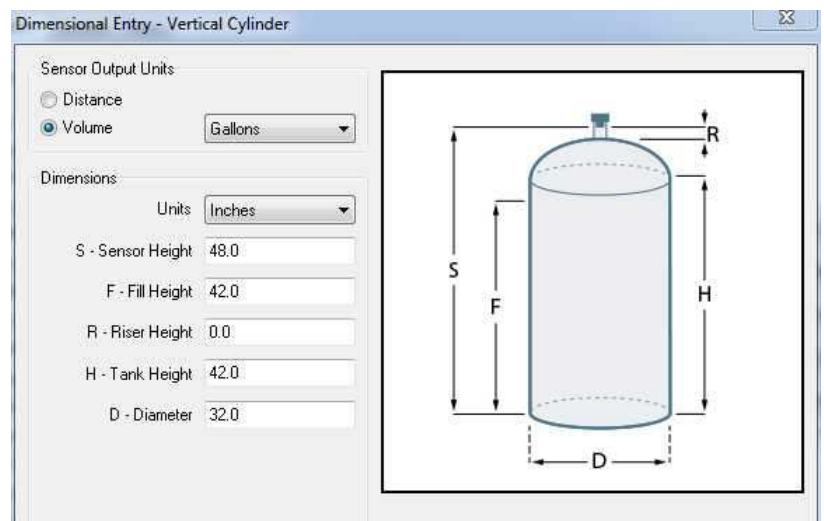 Dimensional Entry - Vertical Cylinder
Sensor Output Units
Distance
Volume Gallons
Dimensions
Units Inches
S - Sensor Height 48.0
F - Fill Height 42.0
R - Riser Height 0.0
H - Tank Height 42.0
D - Diameter 32.0
R
S
F
H
D